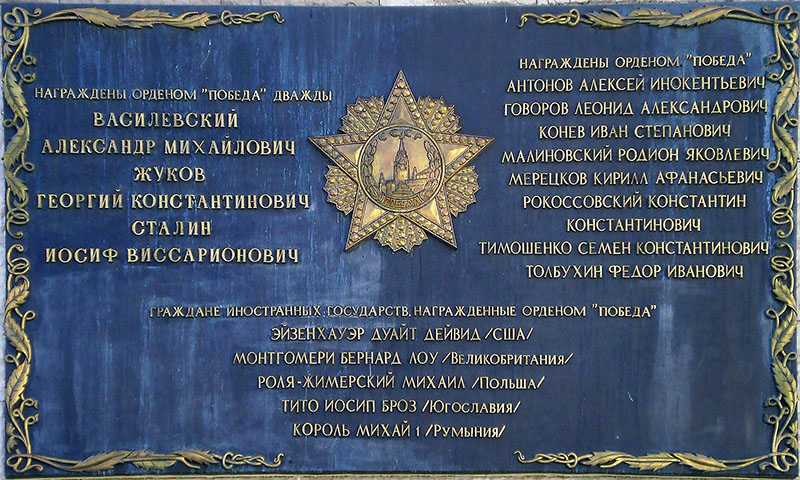 НАГРАЖДЕНЫ ОРДЕНОМ "ПОБЕДА" ДВАЖДЫ
ВАСИЛЕВСКИЙ
АЛЕКСАНДР МИХАЙЛОВИЧ
ЖУКОВ
ГЕОРГИЙ КОНСТАНТИНОВИЧ
СТАЛИН
ИОСИФ ВИССАРИОНОВИЧ
НАГРАЖДЕНЫ ОРДЕНОМ "ПОБЕДА"
АНТОНОВ АЛЕКСЕЙ ИНОКЕНТЬЕВИЧ
ГОВОРОВ ЛЕОНИД АЛЕКСАНДРОВИЧ
КОНЕВ ИВАН СТЕПАНОВИЧ
МАЛИНОВСКИЙ РОДИОН ЯКОВЛЕВИЧ
МЕРЕЦКОВ КИРИЛЛ АФАНАСЬЕВИЧ
РОКОССОВСКИЙ КОНСТАНТИН
КОНСТАНТИНОВИЧ
ТИМОШЕНКО СЕМЕН КОНСТАНТИНОВИЧ
ТОЛБУХИН ФЕДОР ИВАНОВИЧ
ГРАЖДАНЕ ИНОСТРАННЫХ ГОСУДАРСТВ, НАГРАЖДЕННЫЕ ОРДЕНОМ "ПОБЕДА"
ЭЙЗЕНХАУЭР ДУАЙТ ДЕЙВИД /США/
МОНТГОМЕРИ БЕРНАРД ЛОУ /ВЕЛИКОБРИТАНИЯ/
РОЛЯ-ЖИМЕРСКИЙ МИХАИЛ /ПОЛЬША/
ТИТО ИОСИП БРОЗ /ЮГОСЛАВИЯ/
КОРОЛЬ МИХАЙ 1 /РУМЫНИЯ/